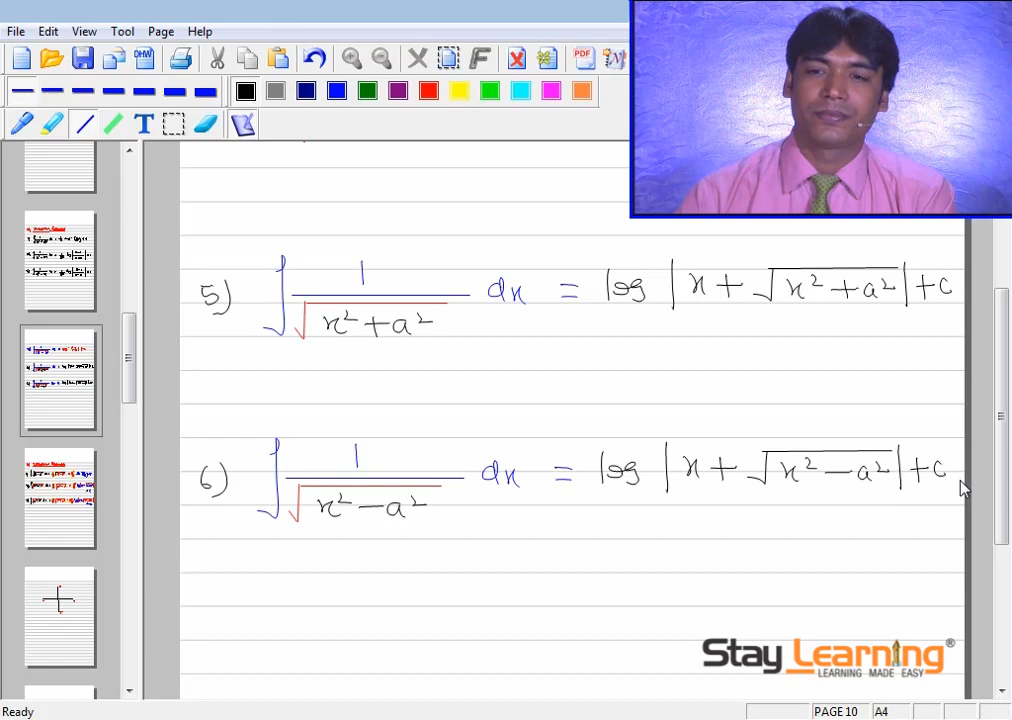 File Edit View Tool Page Help
5) ∫ 1/√(x²+a²) dx = log |x + √(x²+a²)| + c
6) ∫ 1/√(x²-a²) dx = log |x + √(x²-a²)| + c
Stay Learning®
LEARNING MADE EASY
Ready PAGE 10 A4